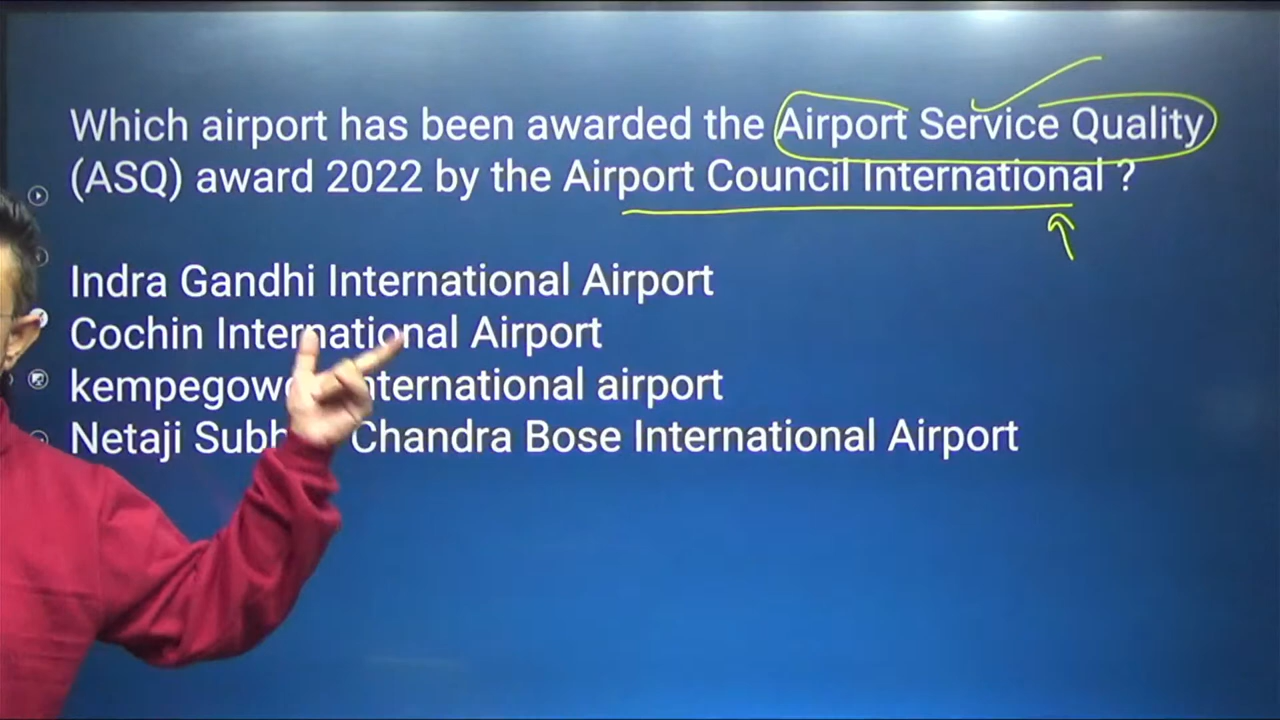 Which airport has been awarded the Airport Service Quality
(ASQ) award 2022 by the Airport Council International ?
Indra Gandhi International Airport
Cochin International Airport
International airport
Netaji Chandra Bose International Airport